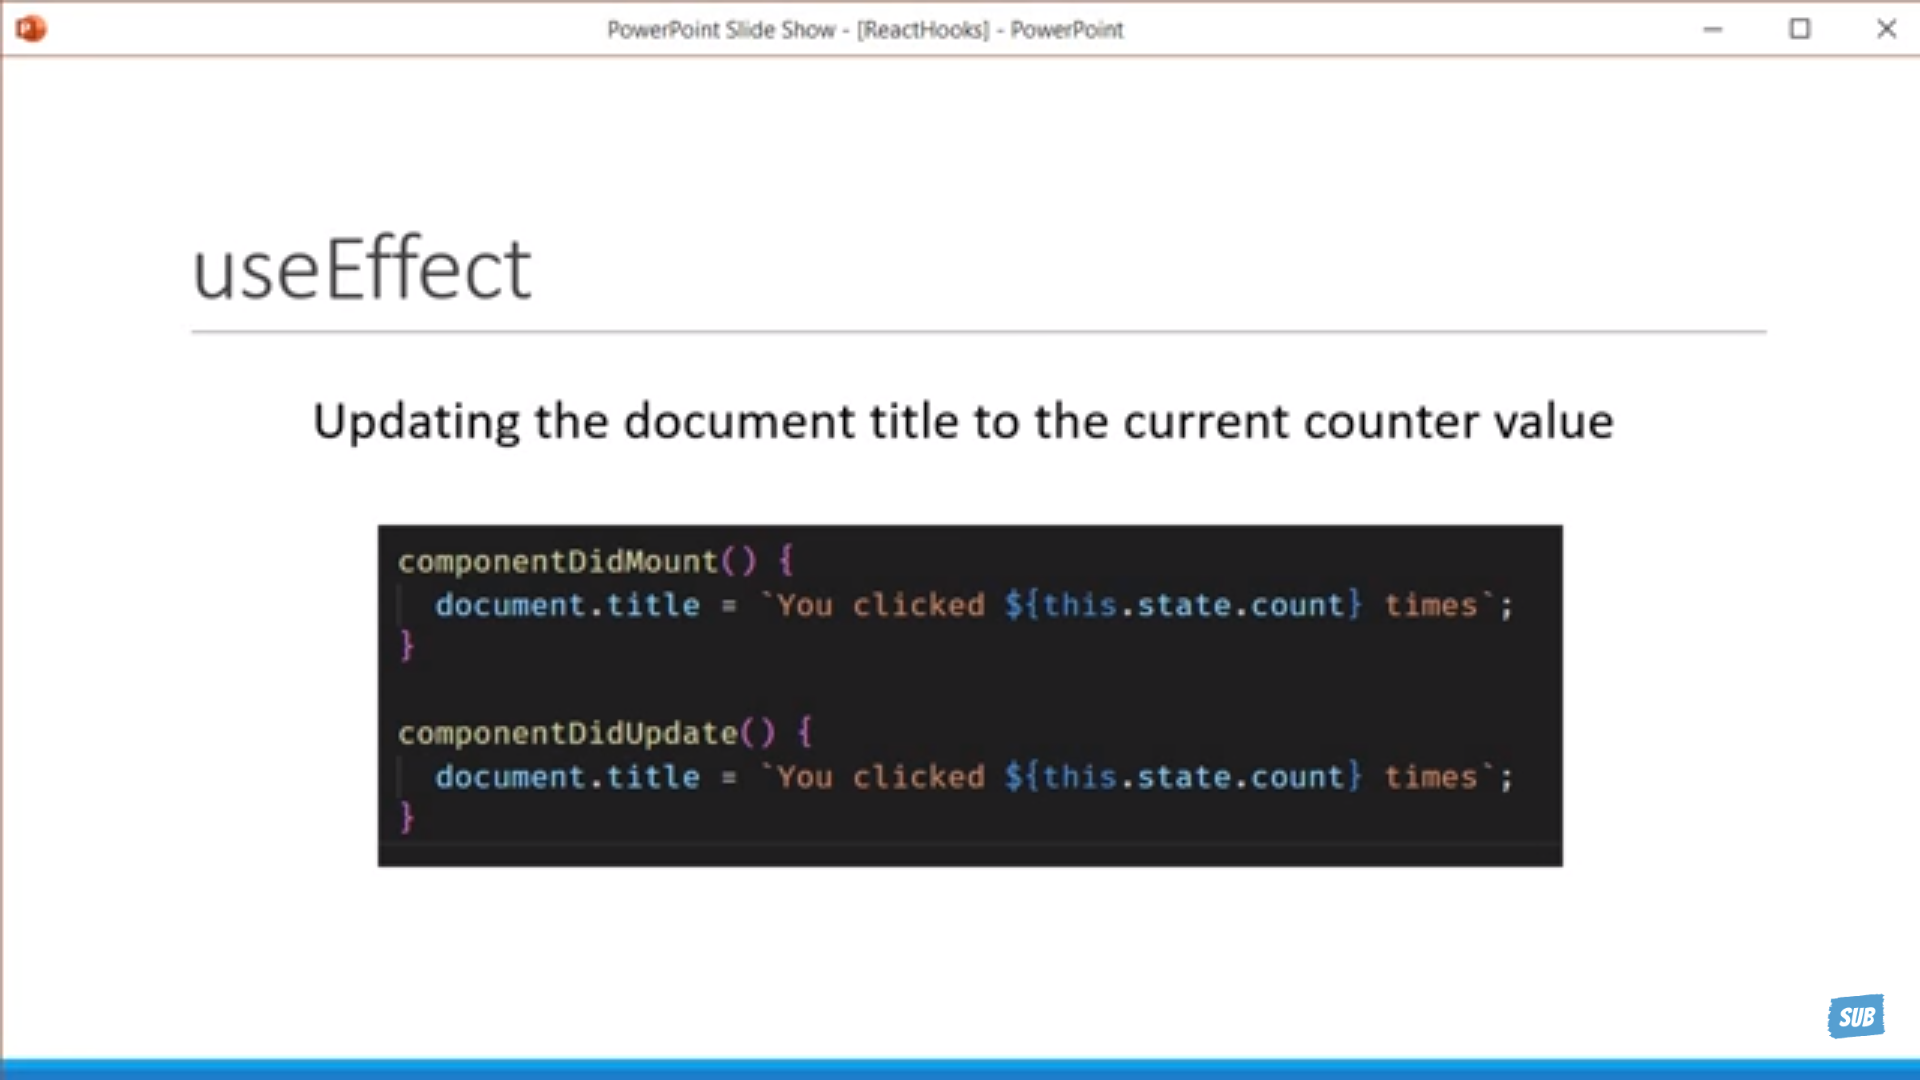 PowerPoint Slide Show - [ReactHooks] - PowerPoint
useEffect
Updating the document title to the current counter value
componentDidMount() {
  document.title = `You clicked ${this.state.count} times`;
}
componentDidUpdate() {
  document.title = `You clicked ${this.state.count} times`;
}
SUB